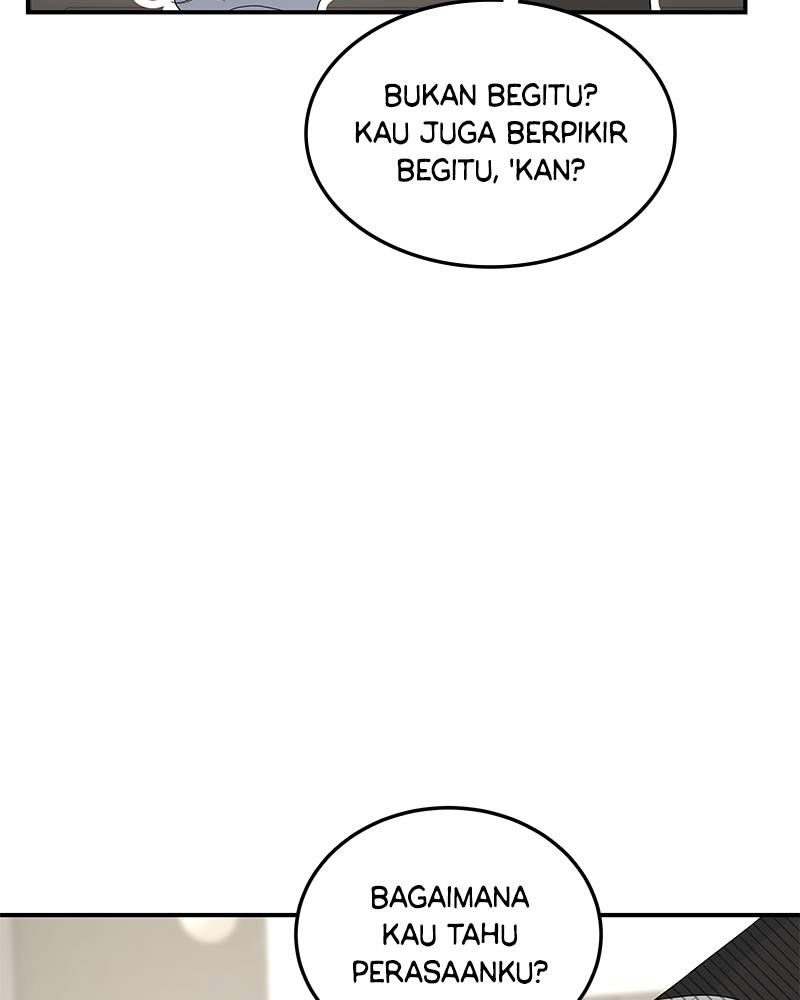 BUKAN BEGITU?
KAU JUGA BERPIKIR
BEGITU, 'KAN?
BAGAIMANA
KAU TAHU
PERASAANKU?